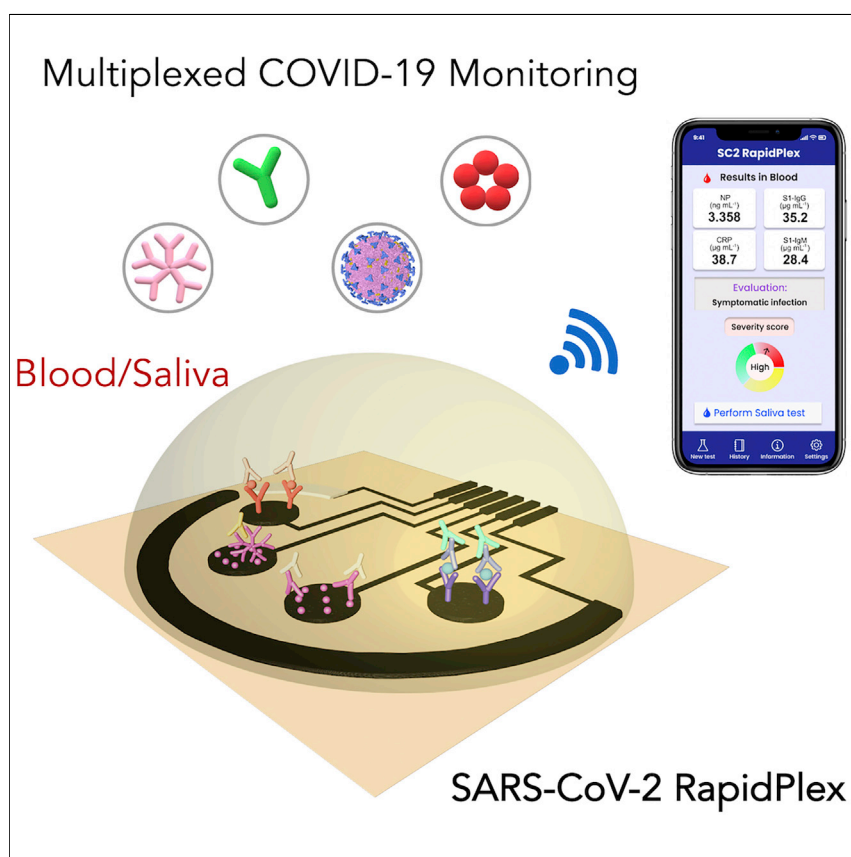 Multiplexed COVID-19 Monitoring
9:41
SC2 RapidPlex
Results in Blood
NP
(ng mL⁻¹)
3.358
S1-IgG
(µg mL⁻¹)
35.2
CRP
(µg mL⁻¹)
38.7
S1-IgM
(µg mL⁻¹)
28.4
Evaluation:
Symptomatic infection
Severity score
High
Perform Saliva test
New test History Information Settings
Blood/Saliva
SARS-CoV-2 RapidPlex